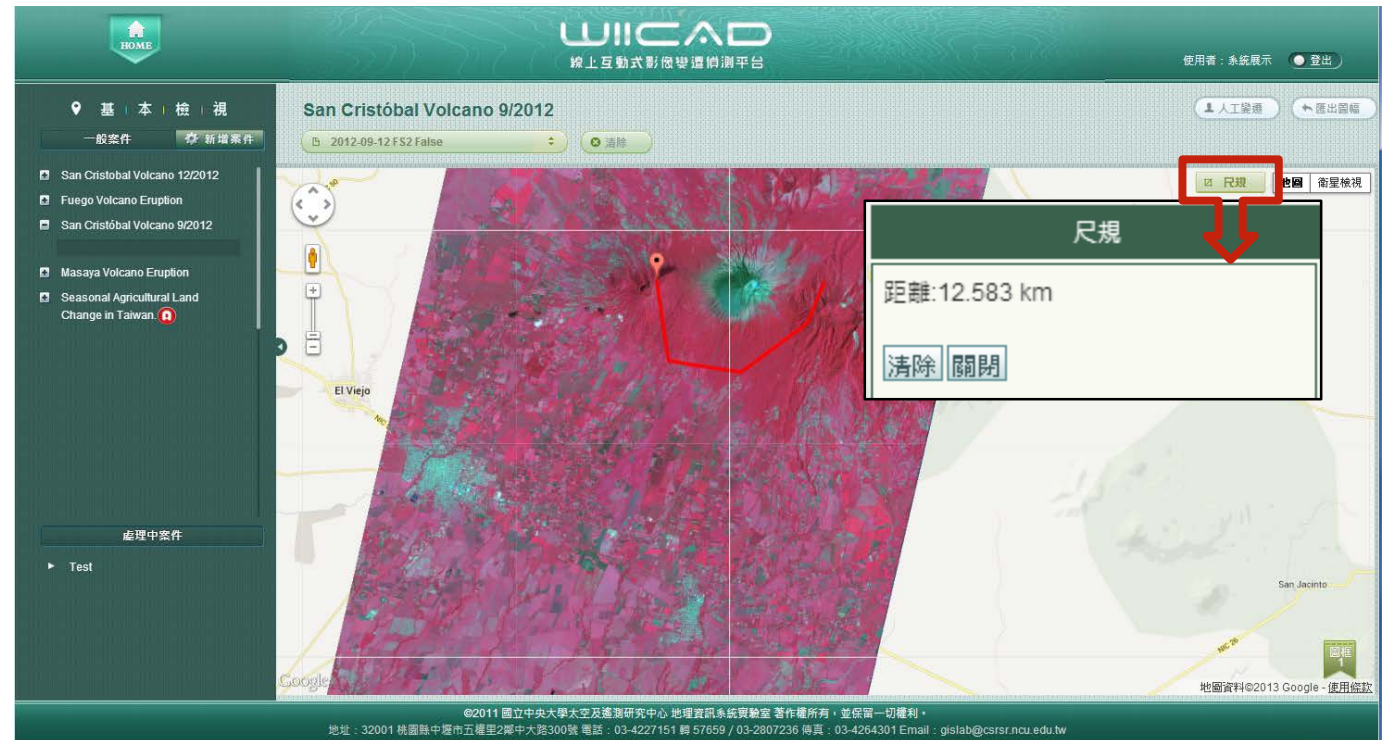 HOME
WIICAD
線上互動式影像變遷偵測平台
使用者：系統展示
登出
基本檢視
一般案件
新增案件
San Cristobal Volcano 12/2012
Fuego Volcano Eruption
San Cristóbal Volcano 9/2012
Masaya Volcano Eruption
Seasonal Agricultural Land
Change in Taiwan.
處理中案件
Test
San Cristóbal Volcano 9/2012
人工變遷
匯出圖幅
2012-09-12 FS2 False
清除
尺規
地圖
衛星檢視
尺規
距離:12.583 km
清除 關閉
El Viejo
NIC
San Jacinto
NIC 26
圖框
1
Google
地圖資料©2013 Google - 使用條款
©2011 國立中央大學太空及遙測研究中心 地理資訊系統實驗室 著作權所有，並保留一切權利。
地址：32001 桃園縣中壢市五權里2鄰中大路300號 電話：03-4227151 轉 57659 / 03-2807236 傳真：03-4264301 Email：gislab@csrsr.ncu.edu.tw